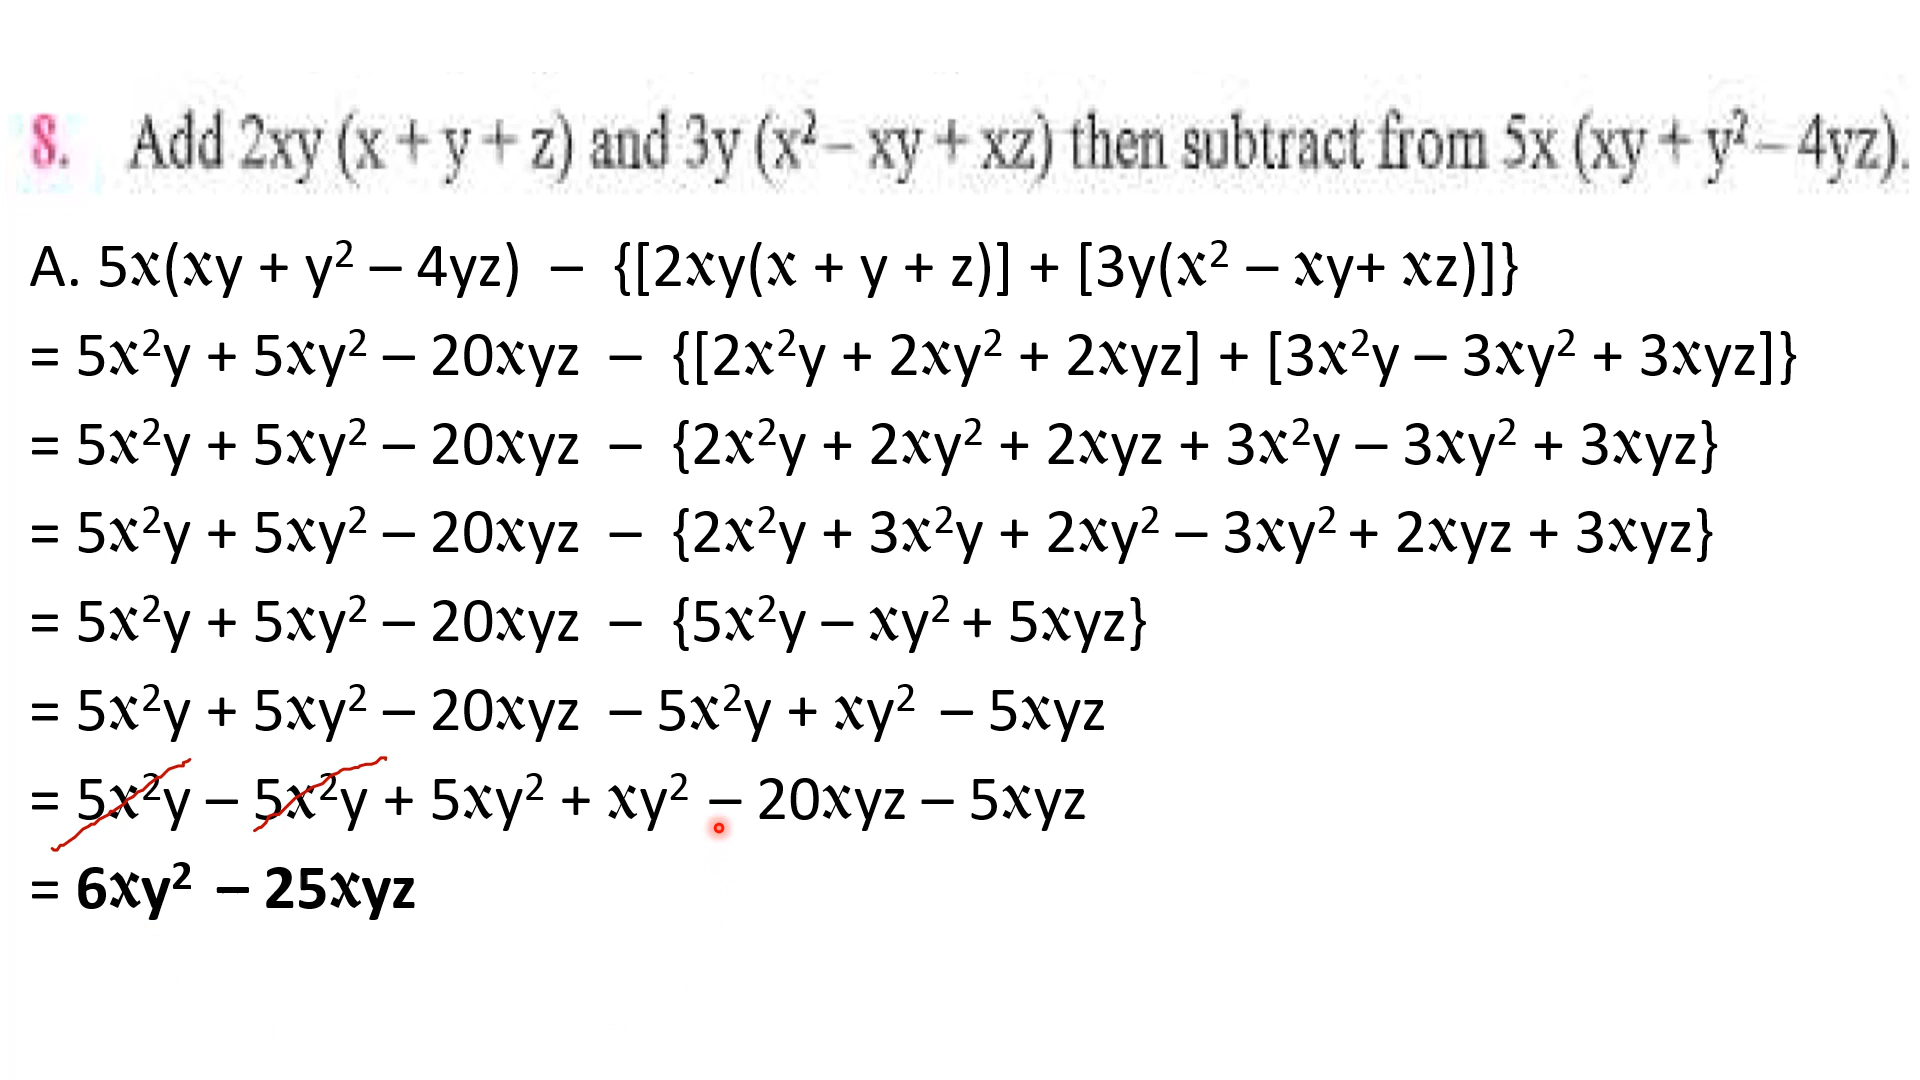 8. Add 2xy (x + y + z) and 3y (x² – xy + xz) then subtract from 5x (xy + y² – 4yz).
A. 5x(xy + y² – 4yz) – {[2xy(x + y + z)] + [3y(x² – xy+ xz)]}
= 5x²y + 5xy² – 20xyz – {[2x²y + 2xy² + 2xyz] + [3x²y – 3xy² + 3xyz]}
= 5x²y + 5xy² – 20xyz – {2x²y + 2xy² + 2xyz + 3x²y – 3xy² + 3xyz}
= 5x²y + 5xy² – 20xyz – {2x²y + 3x²y + 2xy² – 3xy² + 2xyz + 3xyz}
= 5x²y + 5xy² – 20xyz – {5x²y – xy² + 5xyz}
= 5x²y + 5xy² – 20xyz – 5x²y + xy² – 5xyz
= 5x²y – 5x²y + 5xy² + xy² – 20xyz – 5xyz
= 6xy² – 25xyz